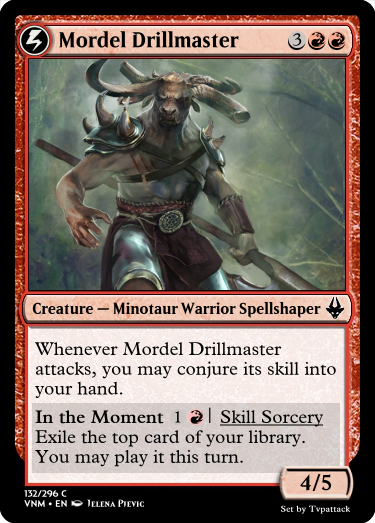 Mordel Drillmaster 3
Creature — Minotaur Warrior Spellshaper
Whenever Mordel Drillmaster
attacks, you may conjure its skill into
your hand.
In the Moment 1 | Skill Sorcery
Exile the top card of your library.
You may play it this turn.
4/5
132/296 C
VNM • EN Jelena Pjevic
Set by Tvpattack